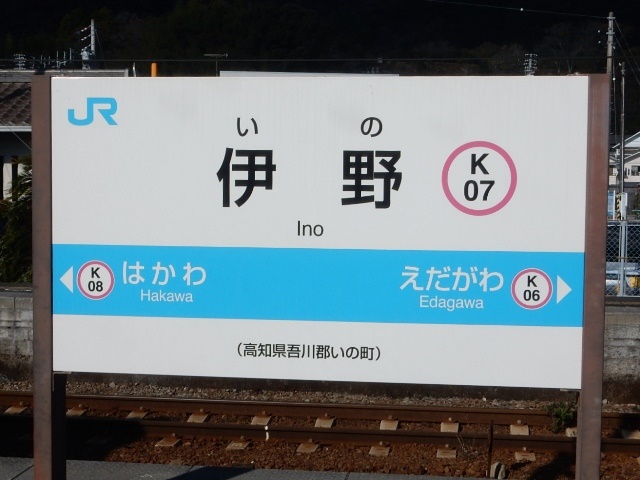 JR
いの
伊野
K
07
Ino
K
08
はかわ
Hakawa
えだがわ
Edagawa
K
06
(高知県吾川郡いの町)